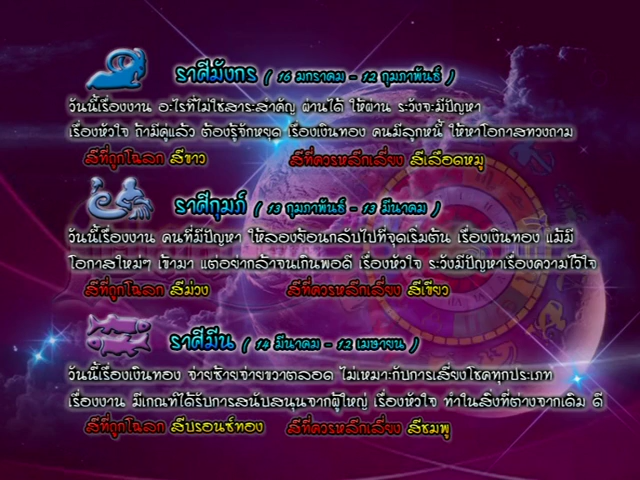 ราศีมังกร ( 16 มกราคม - 12 กุมภาพันธ์ )
วันนี้เรื่องงาน อะไรที่ไม่ใช่สาระสำคัญ ผ่านได้ ให้ผ่าน ระวังจะมีปัญหา
เรื่องหัวใจ ถ้ามีคู่แล้ว ต้องรู้จักหยุด เรื่องเงินทอง คนมีลูกหนี้ ให้หาโอกาสทวงถาม
สีที่ถูกโฉลก สีขาว สีที่ควรหลีกเลี่ยง สีเลือดหมู
ราศีกุมภ์ ( 13 กุมภาพันธ์ - 13 มีนาคม )
วันนี้เรื่องงาน คนที่มีปัญหา ให้ลองย้อนกลับไปที่จุดเริ่มต้น เรื่องเงินทอง แม้มี
โอกาสใหม่ๆ เข้ามา แต่อยากล้าจนเกินพอดี เรื่องหัวใจ ระวังมีปัญหาเรื่องความไว้ใจ
สีที่ถูกโฉลก สีม่วง สีที่ควรหลีกเลี่ยง สีเขียว
ราศีมีน ( 14 มีนาคม - 12 เมษายน )
วันนี้เรื่องเงินทอง จ่ายซ้ายจ่ายขวาตลอด ไม่เหมาะกับการเสี่ยงโชคทุกประเภท
เรื่องงาน มีเกณฑ์ได้รับการสนับสนุนจากผู้ใหญ่ เรื่องหัวใจ ทำในสิ่งที่ต่างจากเดิม ดี
สีที่ถูกโฉลก สีบรอนซ์ทอง สีที่ควรหลีกเลี่ยง สีชมพู